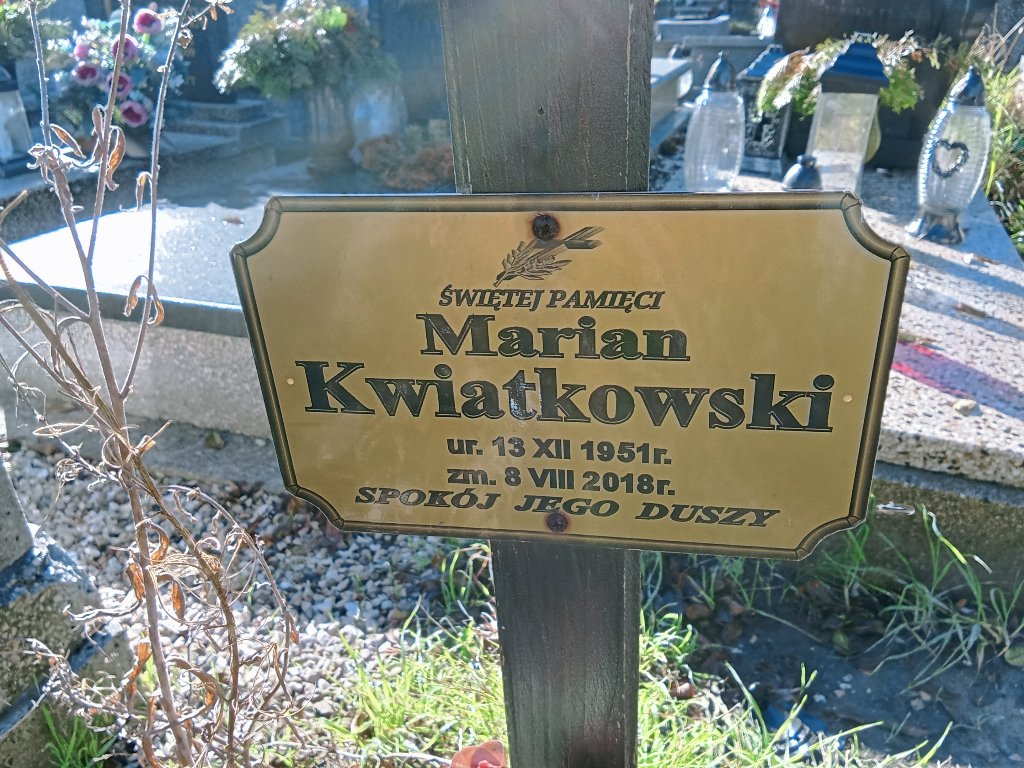 ŚWIĘTEJ PAMIĘCI
Marian
Kwiatkowski
ur. 13 XII 1951r.
zm. 8 VIII 2018r.
SPOKÓJ JEGO DUSZY